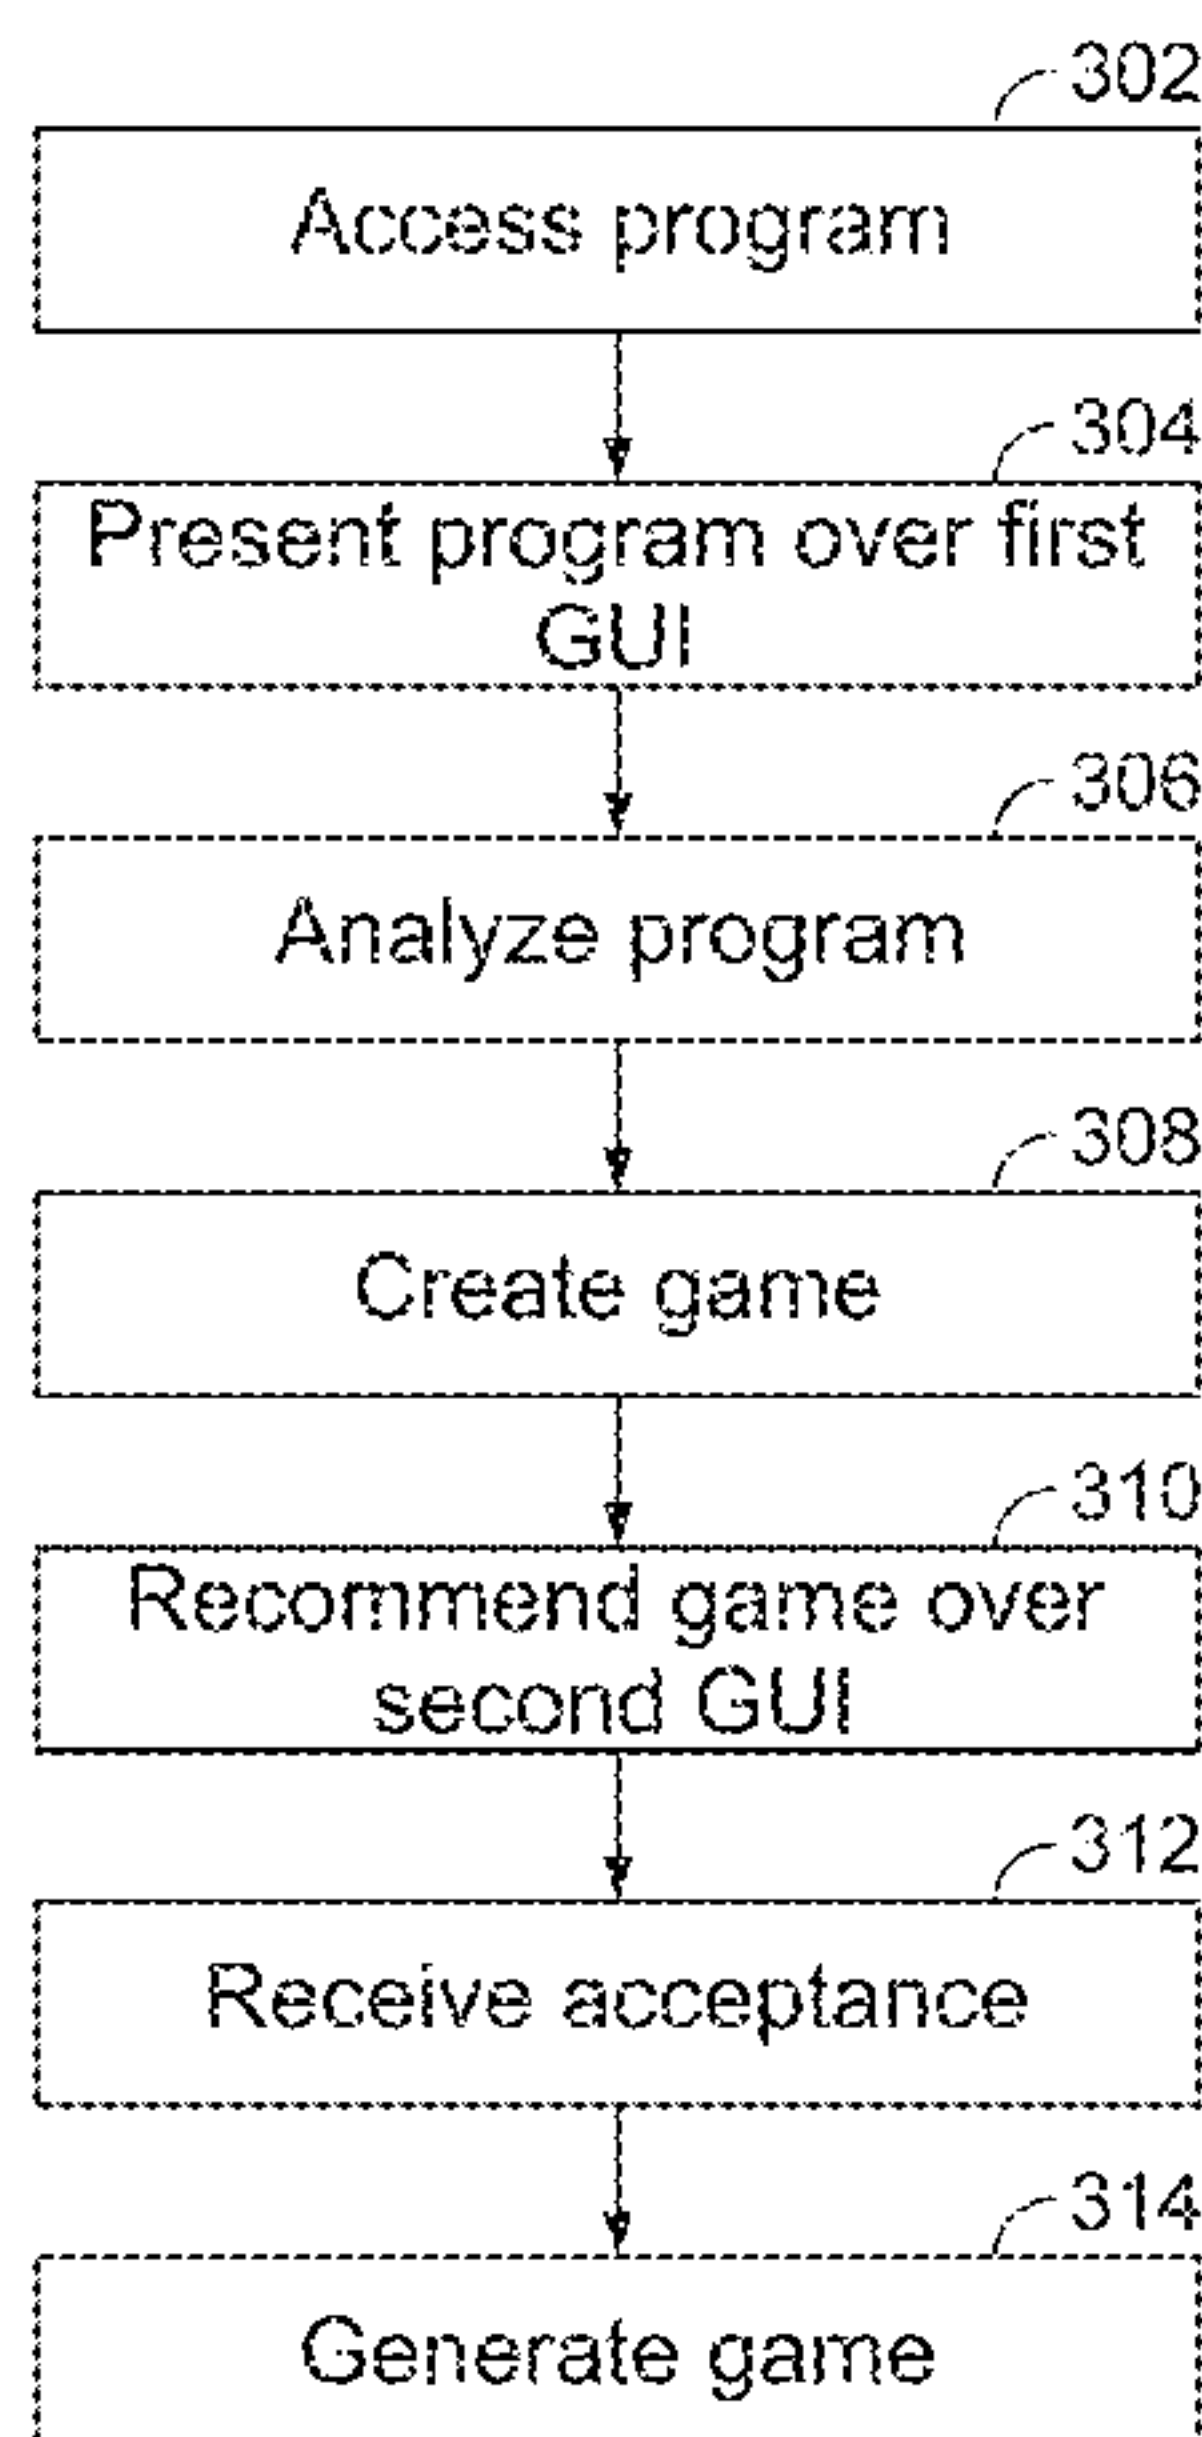 302
Access program
304
Present program over first
GUI
306
Analyze program
308
Create game
310
Recommend game over
second GUI
312
Receive acceptance
314
Generate game